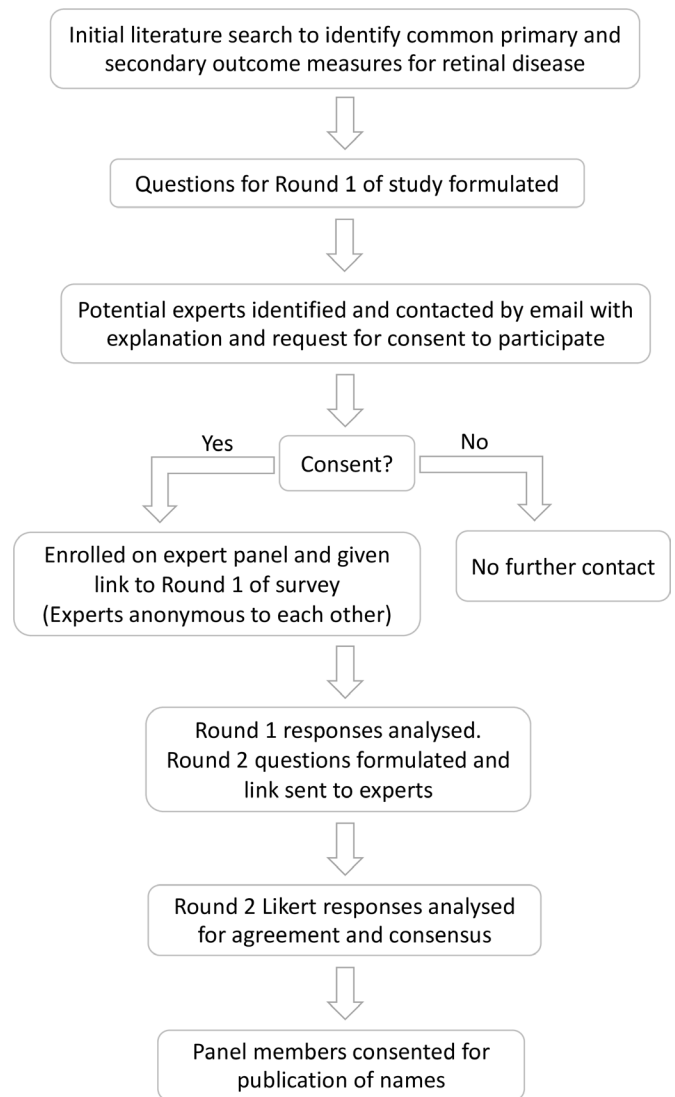 Initial literature search to identify common primary and
secondary outcome measures for retinal disease
Questions for Round 1 of study formulated
Potential experts identified and contacted by email with
explanation and request for consent to participate
Consent?
Yes
No
Enrolled on expert panel and given
link to Round 1 of survey
(Experts anonymous to each other)
No further contact
Round 1 responses analysed.
Round 2 questions formulated and
link sent to experts
Round 2 Likert responses analysed
for agreement and consensus
Panel members consented for
publication of names